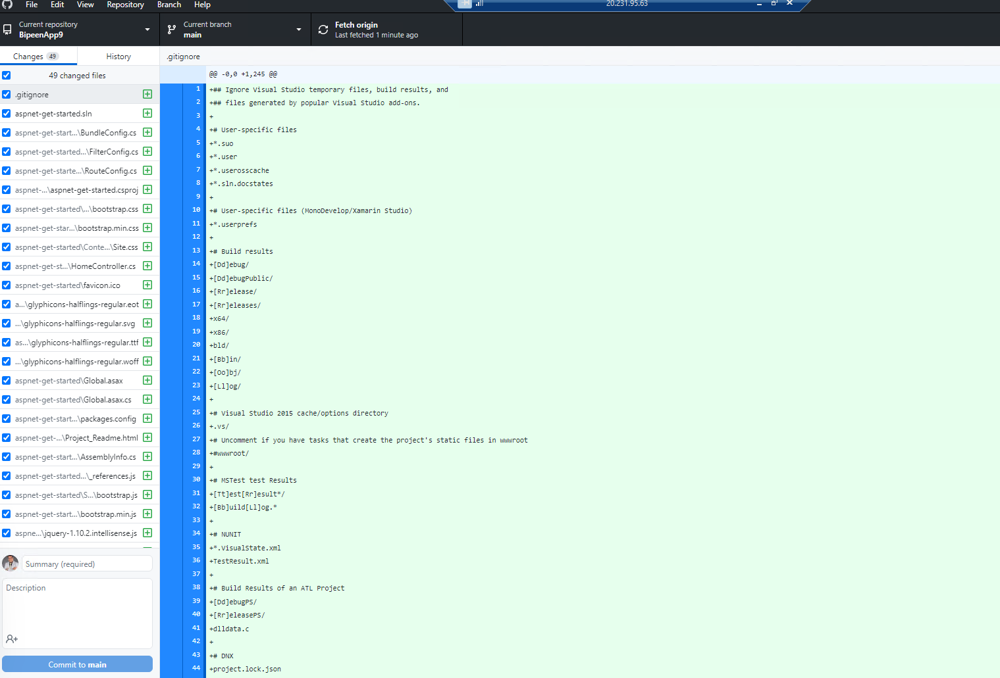 File Edit View Repository Branch Help
20.231.95.63
Current repository
BipeenApp9
Current branch
main
Fetch origin
Last fetched 1 minute ago
Changes 49
History
.gitignore
49 changed files
.gitignore
aspnet-get-started.sln
aspnet-get-start...\BundleConfig.cs
aspnet-get-started...\FilterConfig.cs
aspnet-get-starte...\RouteConfig.cs
aspnet-...\aspnet-get-started.csproj
aspnet-get-started\...\bootstrap.css
aspnet-get-star...\bootstrap.min.css
aspnet-get-started\Conte...\Site.css
aspnet-get-st...\HomeController.cs
aspnet-get-started\favicon.ico
a...\glyphicons-halflings-regular.eot
...\glyphicons-halflings-regular.svg
as...\glyphicons-halflings-regular.ttf
...\glyphicons-halflings-regular.woff
aspnet-get-started\Global.asax
aspnet-get-started\Global.asax.cs
aspnet-get-start...\packages.config
aspnet-get-...\Project_Readme.html
aspnet-get-start...\AssemblyInfo.cs
aspnet-get-started...\_references.js
aspnet-get-started\S...\bootstrap.js
aspnet-get-start...\bootstrap.min.js
aspne...\jquery-1.10.2.intellisense.js
Summary (required)
Description
Commit to main
@@ -0,0 +1,245 @@
1 +## Ignore Visual Studio temporary files, build results, and
2 +## files generated by popular Visual Studio add-ons.
3 +
4 +# User-specific files
5 +*.suo
6 +*.user
7 +*.userosscache
8 +*.sln.docstates
9 +
10 +# User-specific files (MonoDevelop/Xamarin Studio)
11 +*.userprefs
12 +
13 +# Build results
14 +[Dd]ebug/
15 +[Dd]ebugPublic/
16 +[Rr]elease/
17 +[Rr]eleases/
18 +x64/
19 +x86/
20 +bld/
21 +[Bb]in/
22 +[Oo]bj/
23 +[Ll]og/
24 +
25 +# Visual Studio 2015 cache/options directory
26 +.vs/
27 +# Uncomment if you have tasks that create the project's static files in wwwroot
28 +#wwwroot/
29 +
30 +# MSTest test Results
31 +[Tt]est[Rr]esult*/
32 +[Bb]uild[Ll]og.*
33 +
34 +# NUNIT
35 +*.VisualState.xml
36 +TestResult.xml
37 +
38 +# Build Results of an ATL Project
39 +[Dd]ebugPS/
40 +[Rr]eleasePS/
41 +dlldata.c
42 +
43 +# DNX
44 +project.lock.json